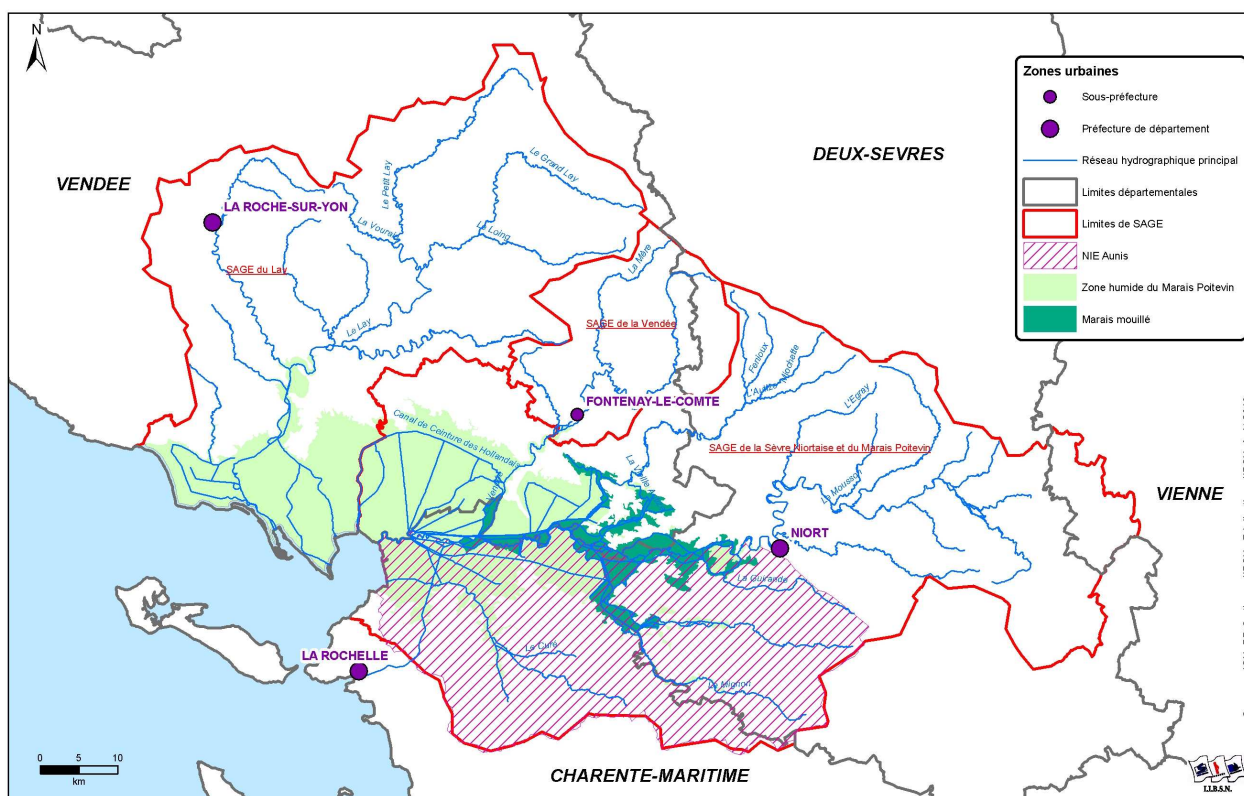 N
VENDEE
DEUX-SEVRES
VIENNE
CHARENTE-MARITIME
LA ROCHE-SUR-YON
FONTENAY-LE-COMTE
NIORT
LA ROCHELLE
Le Petit Lay
Le Grand Lay
La Vouraie
Le Loing
SAGE du Lay
Le Lay
La Mère
SAGE de la Vendée
Fenioux
L'Autize
Miochette
L'Egray
SAGE de la Sèvre Niortaise et du Marais Poitevin
Canal de Ceinture des Hollandais
Vendée
La Vieille
Le Mousson
La Guirande
Le Curé
Le Mignon
Zones urbaines
Sous-préfecture
Préfecture de département
Réseau hydrographique principal
Limites départementales
Limites de SAGE
NIE Aunis
Zone humide du Marais Poitevin
Marais mouillé
0 5 10
km
I.I.B.S.N.